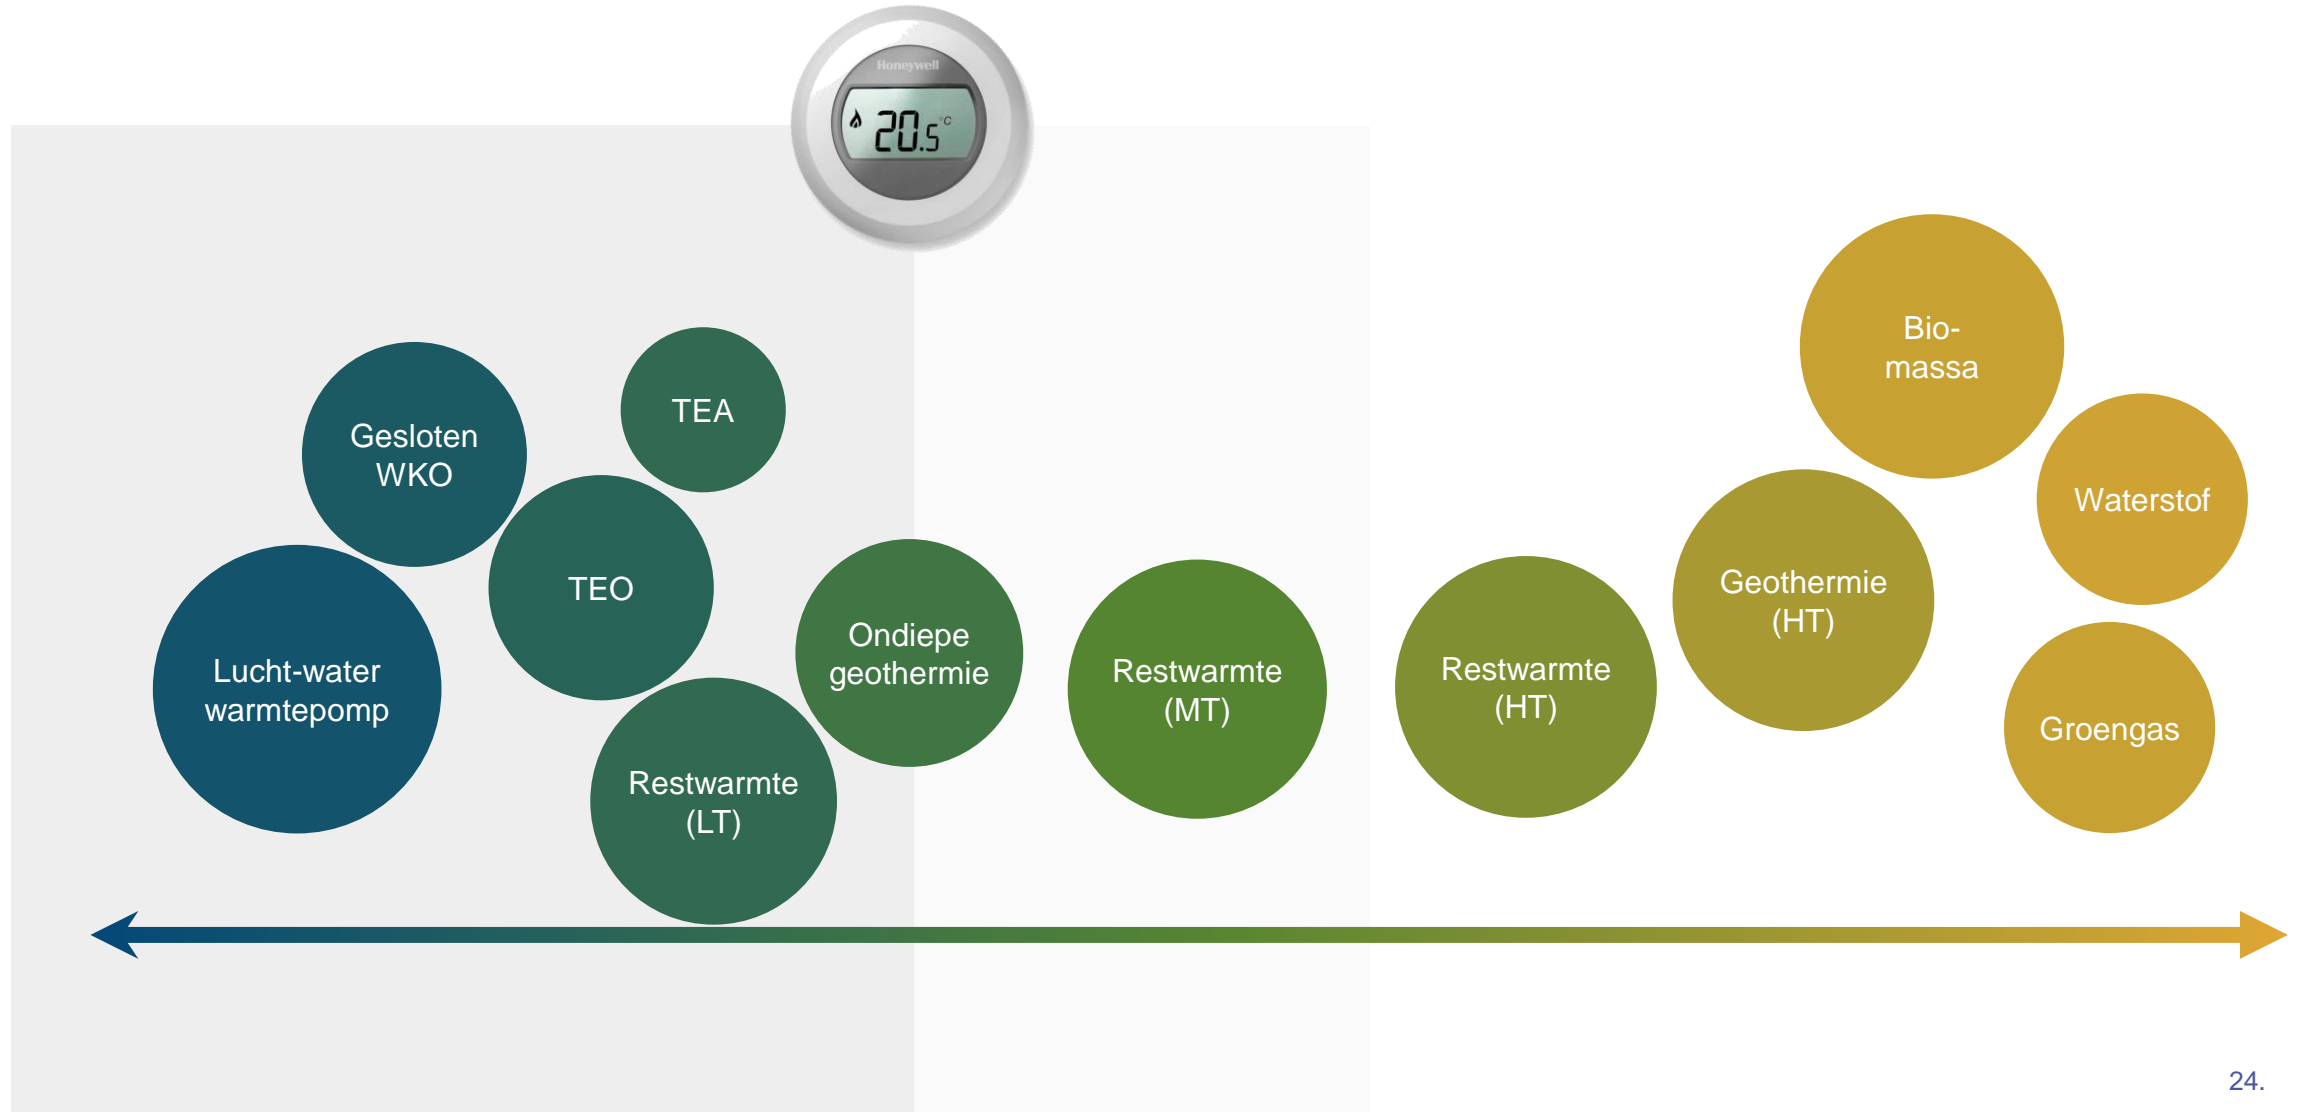 Honeywell
20.5°C
Bio-
massa
TEA
Gesloten
WKO
Waterstof
TEO
Geothermie
(HT)
Ondiepe
geothermie
Lucht-water
warmtepomp
Restwarmte
(MT)
Restwarmte
(HT)
Groengas
Restwarmte
(LT)
24.